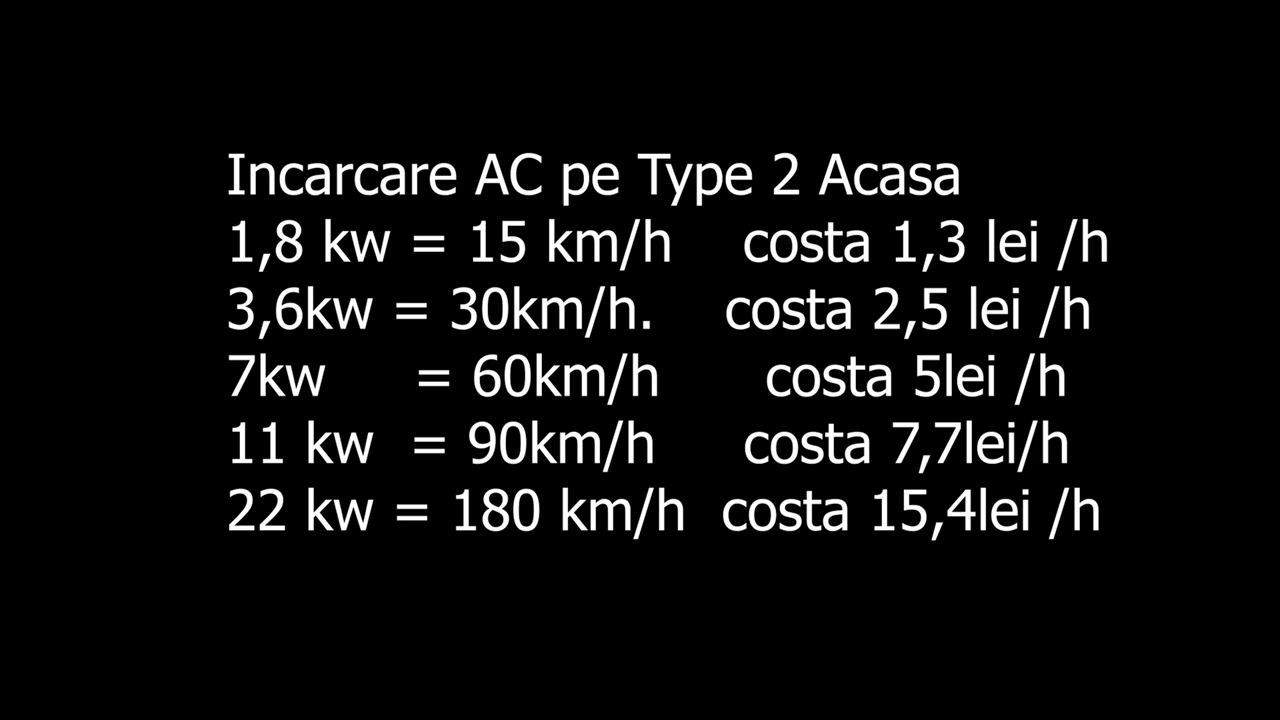 Incarcare AC pe Type 2 Acasa
1,8 kw = 15 km/h costa 1,3 lei /h
3,6kw = 30km/h. costa 2,5 lei /h
7kw = 60km/h costa 5lei /h
11 kw = 90km/h costa 7,7lei/h
22 kw = 180 km/h costa 15,4lei /h